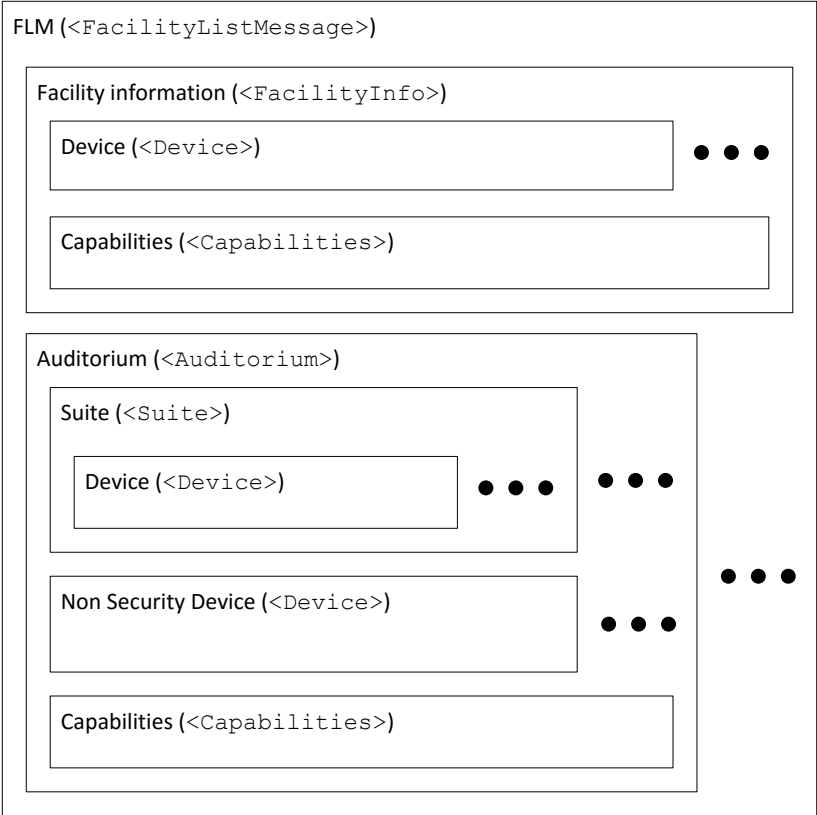 FLM (<FacilityListMessage>)
Facility information (<FacilityInfo>)
Device (<Device>)
Capabilities (<Capabilities>)
Auditorium (<Auditorium>)
Suite (<Suite>)
Device (<Device>)
Non Security Device (<Device>)
Capabilities (<Capabilities>)